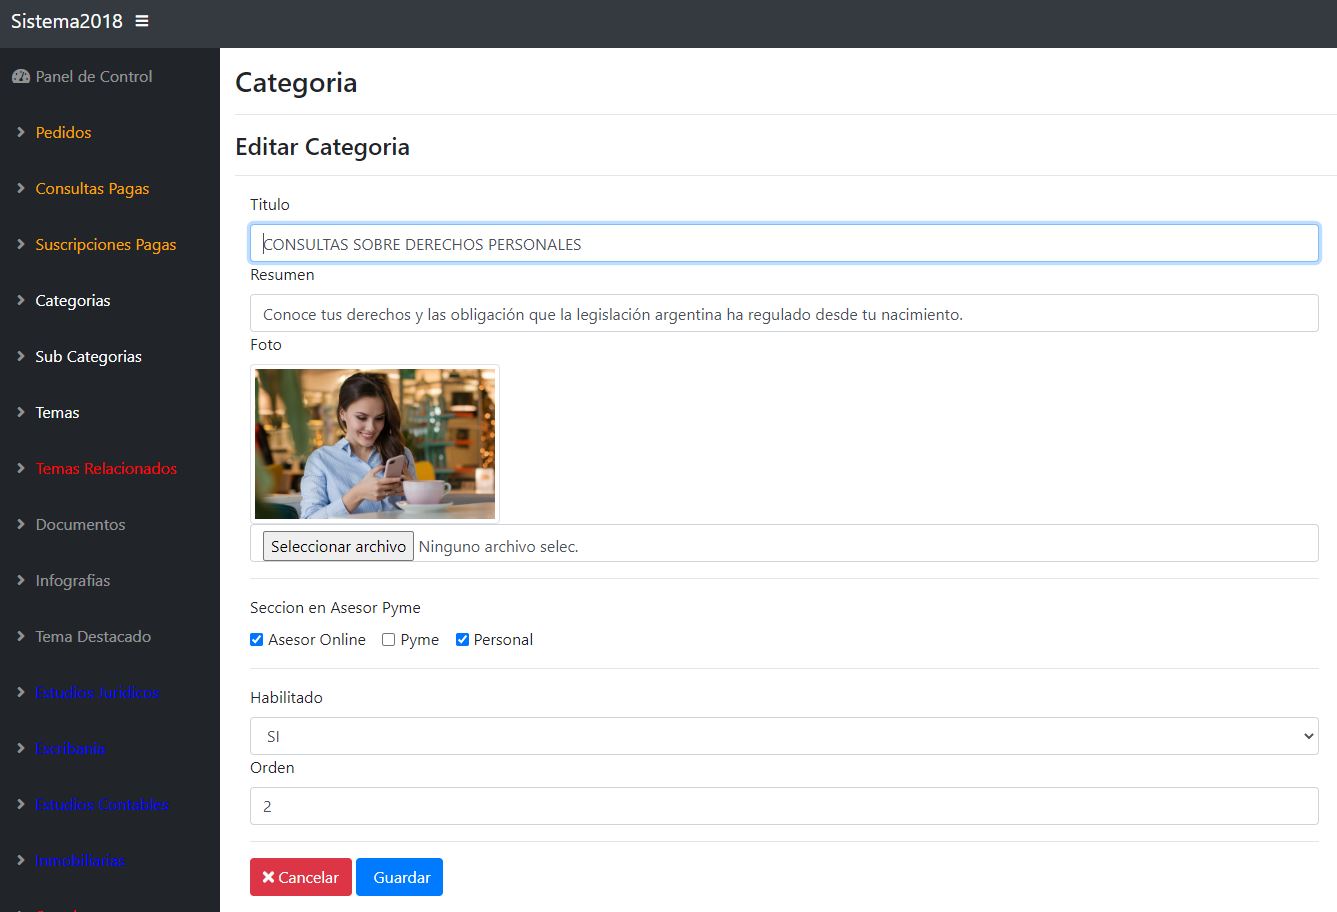 Sistema2018
Panel de Control
Pedidos
Consultas Pagas
Suscripciones Pagas
Categorias
Sub Categorias
Temas
Temas Relacionados
Documentos
Infografias
Tema Destacado
Estudios Juridicos
Escribania
Estudios Contables
Inmobiliarias
Categoria
Editar Categoria
Titulo
CONSULTAS SOBRE DERECHOS PERSONALES
Resumen
Conoce tus derechos y las obligación que la legislación argentina ha regulado desde tu nacimiento.
Foto
Seleccionar archivo Ninguno archivo selec.
Seccion en Asesor Pyme
Asesor Online Pyme Personal
Habilitado
SI
Orden
2
Cancelar Guardar